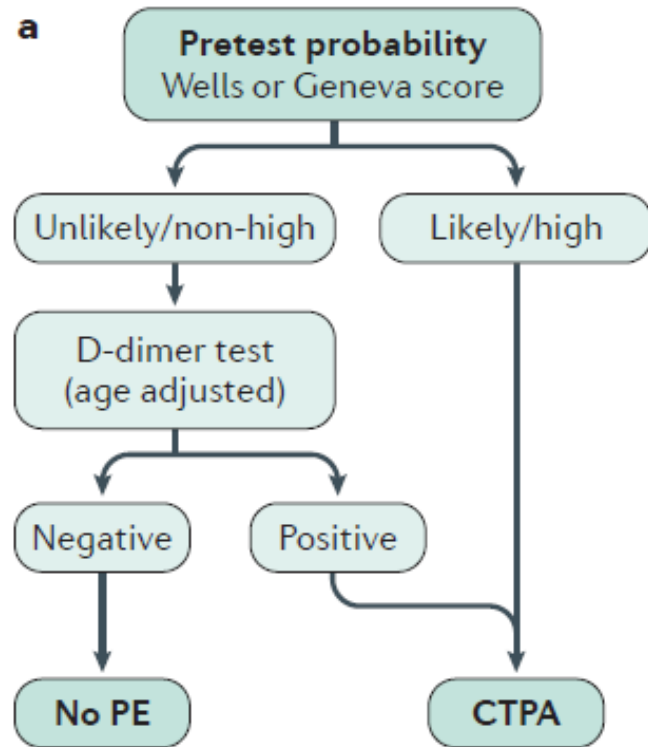 a
Pretest probability
Wells or Geneva score
Unlikely/non-high
Likely/high
D-dimer test
(age adjusted)
Negative
Positive
No PE
CTPA